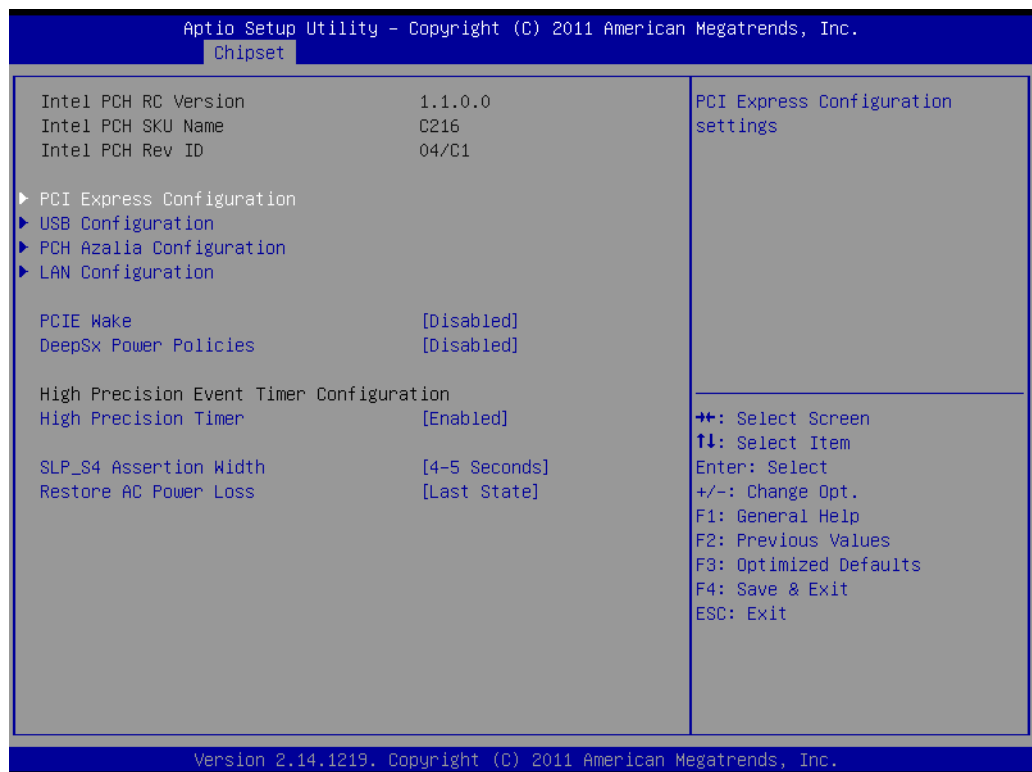 Aptio Setup Utility – Copyright (C) 2011 American Megatrends, Inc.
Chipset
Intel PCH RC Version 1.1.0.0
Intel PCH SKU Name C216
Intel PCH Rev ID 04/C1
PCI Express Configuration
USB Configuration
PCH Azalia Configuration
LAN Configuration
PCIE Wake [Disabled]
DeepSx Power Policies [Disabled]
High Precision Event Timer Configuration
High Precision Timer [Enabled]
SLP_S4 Assertion Width [4-5 Seconds]
Restore AC Power Loss [Last State]
PCI Express Configuration
settings
→←: Select Screen
↑↓: Select Item
Enter: Select
+/-: Change Opt.
F1: General Help
F2: Previous Values
F3: Optimized Defaults
F4: Save & Exit
ESC: Exit
Version 2.14.1219. Copyright (C) 2011 American Megatrends, Inc.